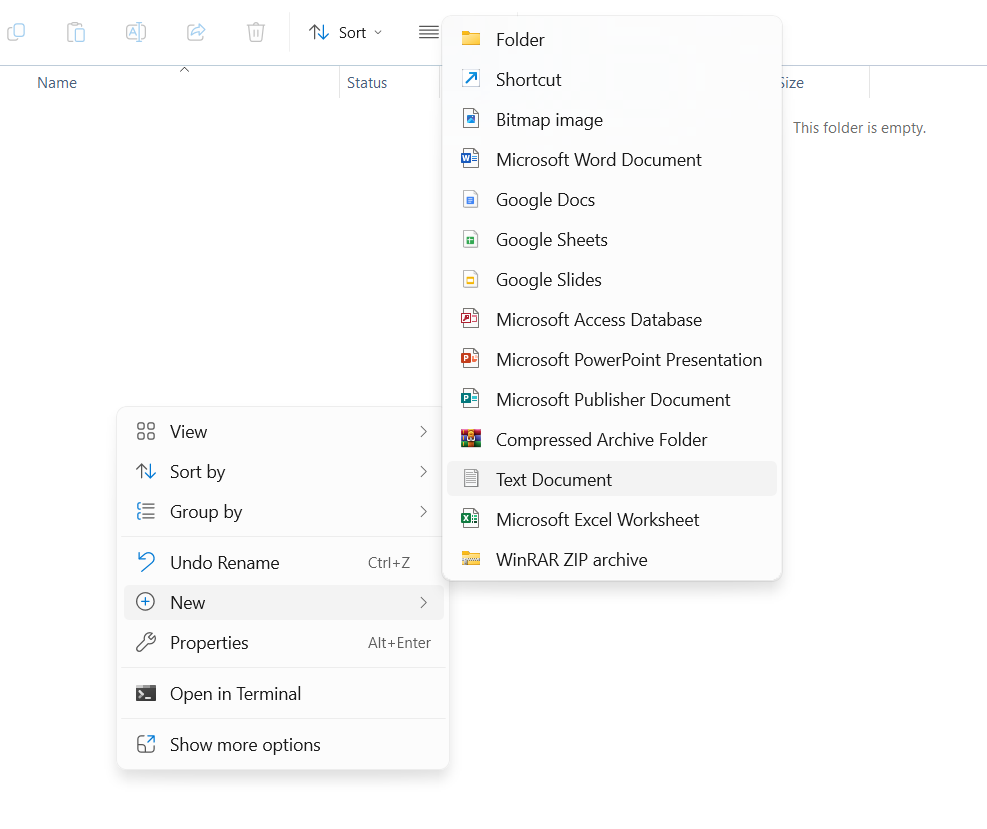 Sort
Name
Status
Size
This folder is empty.
Folder
Shortcut
Bitmap image
Microsoft Word Document
Google Docs
Google Sheets
Google Slides
Microsoft Access Database
Microsoft PowerPoint Presentation
Microsoft Publisher Document
Compressed Archive Folder
Text Document
Microsoft Excel Worksheet
WinRAR ZIP archive
View
Sort by
Group by
Undo Rename Ctrl+Z
New
Properties Alt+Enter
Open in Terminal
Show more options